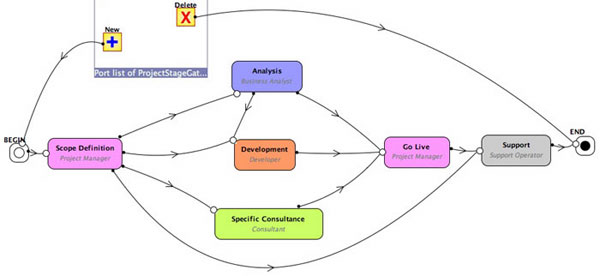 Delete
New
Port list of ProjectStageGat...
Analysis
Business Analyst
BEGIN
END
Scope Definition
Project Manager
Development
Developer
Go Live
Project Manager
Support
Support Operator
Specific Consultance
Consultant